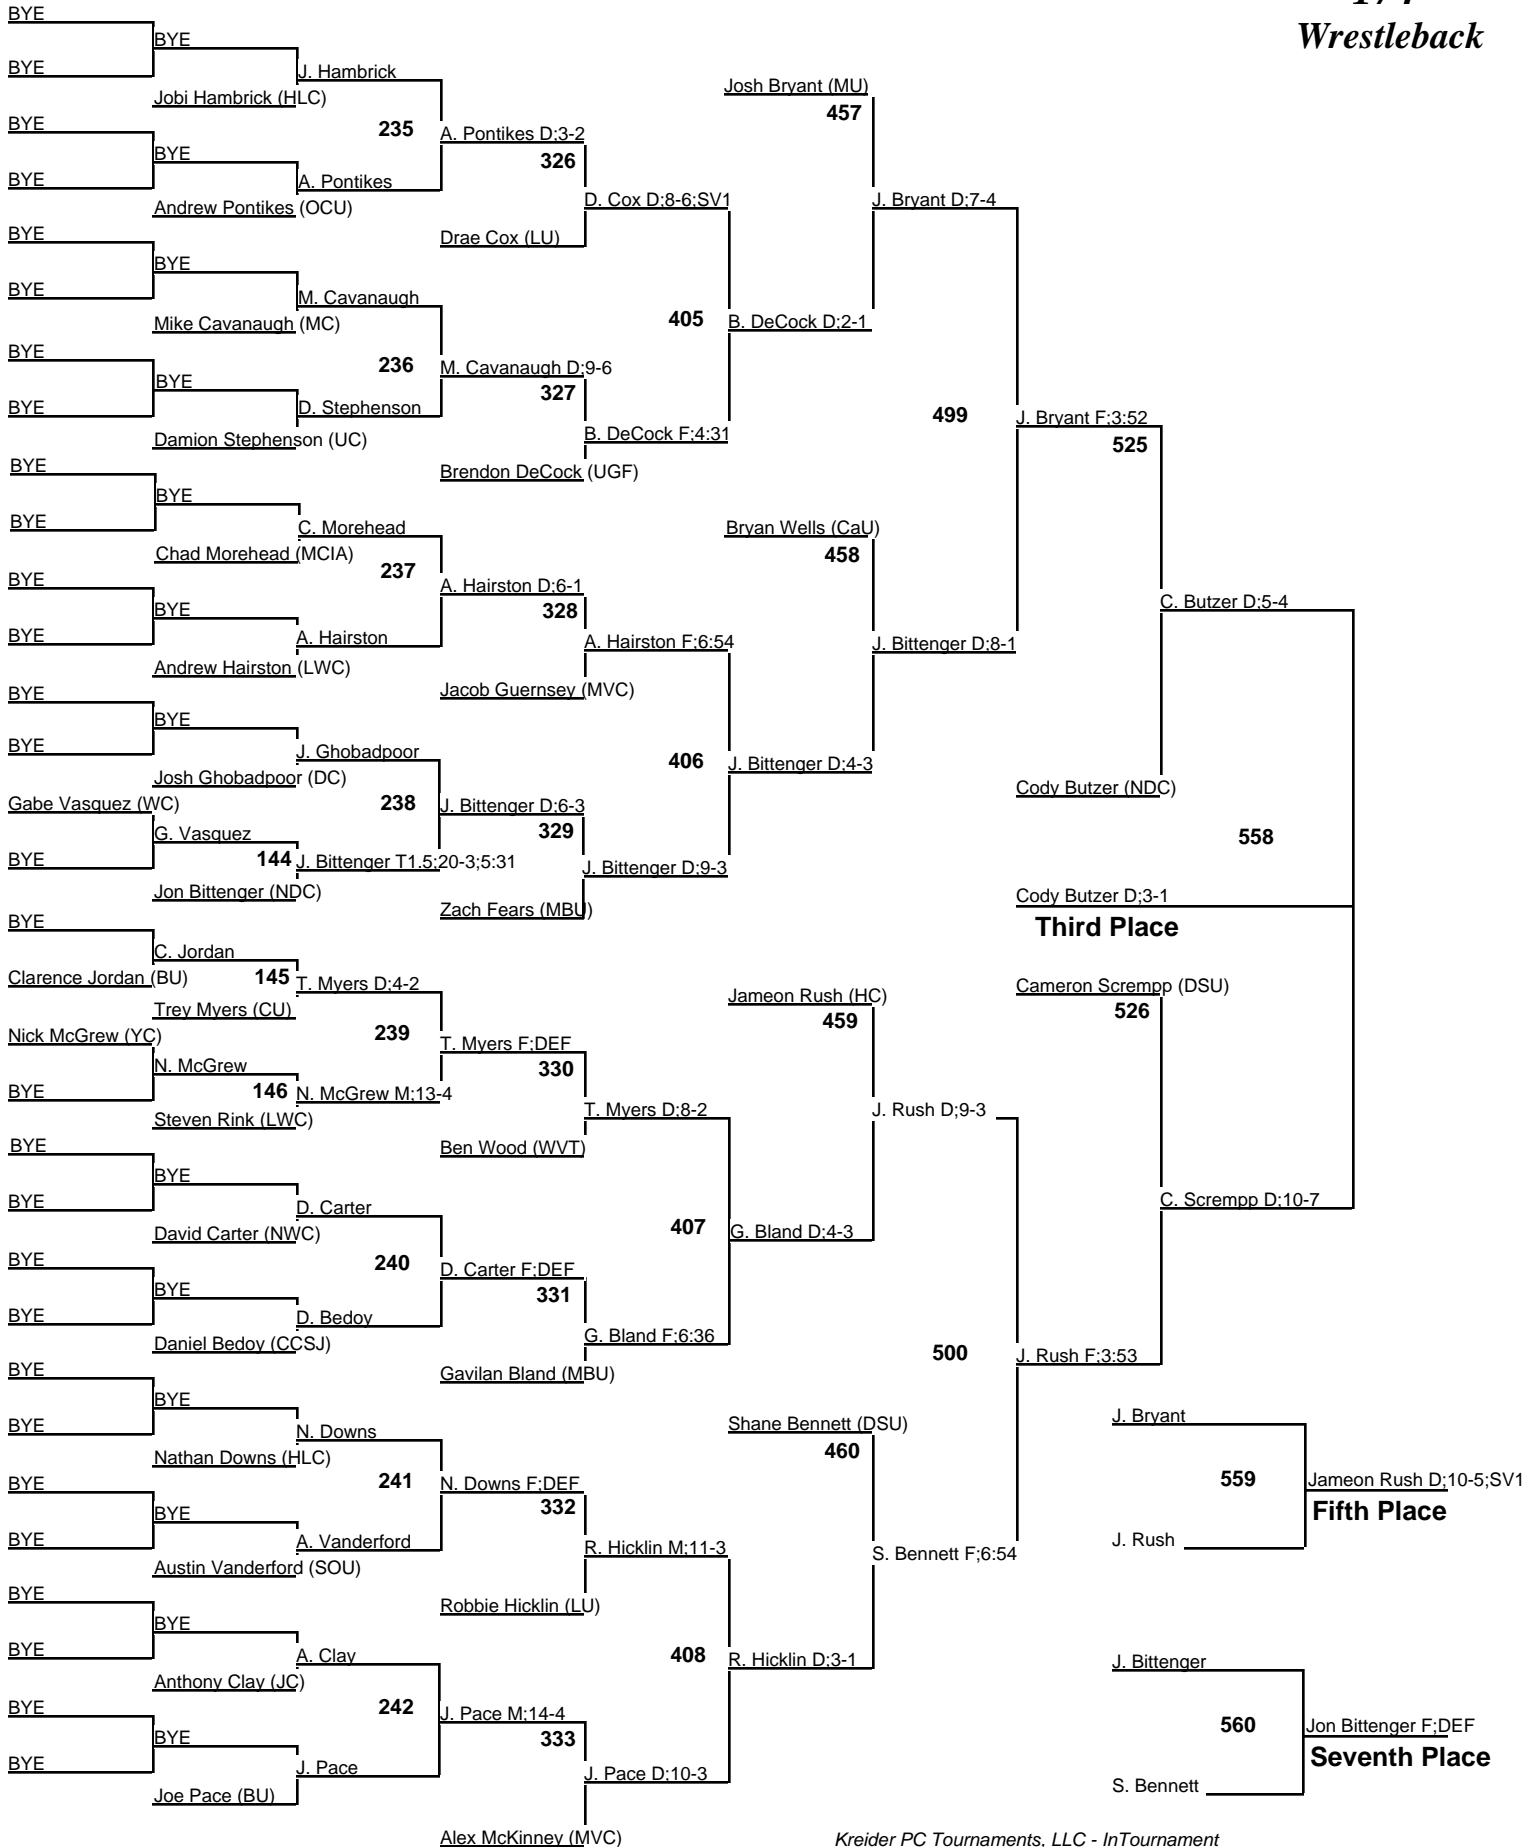 Wrestleback
BYE
BYE
BYE
J. Hambrick
Jobi Hambrick (HLC)
235
BYE
BYE
BYE
A. Pontikes
Andrew Pontikes (OCU)
A. Pontikes D;3-2
326
D. Cox D;8-6;SV1
Drae Cox (LU)
BYE
BYE
BYE
M. Cavanaugh
Mike Cavanaugh (MC)
236
BYE
BYE
BYE
D. Stephenson
Damion Stephenson (UC)
M. Cavanaugh D;9-6
327
B. DeCock F;4:31
Brendon DeCock (UGF)
405
B. DeCock D;2-1
Josh Bryant (MU)
457
J. Bryant D;7-4
BYE
BYE
BYE
C. Morehead
Chad Morehead (MCIA)
237
BYE
BYE
BYE
A. Hairston
Andrew Hairston (LWC)
A. Hairston D;6-1
328
A. Hairston F;6:54
Jacob Guernsey (MVC)
BYE
BYE
BYE
J. Ghobadpoor
Josh Ghobadpoor (DC)
238
Gabe Vasquez (WC)
G. Vasquez
BYE
144
J. Bittenger T1.5;20-3;5:31
Jon Bittenger (NDC)
J. Bittenger D;6-3
329
J. Bittenger D;9-3
Zach Fears (MBU)
406
J. Bittenger D;4-3
Bryan Wells (CaU)
458
J. Bittenger D;8-1
499
J. Bryant F;3:52
525
C. Butzer D;5-4
Cody Butzer (NDC)
558
Cody Butzer D;3-1
Third Place
BYE
C. Jordan
Clarence Jordan (BU)
145
T. Myers D;4-2
Trey Myers (CU)
239
Nick McGrew (YC)
N. McGrew
BYE
146
N. McGrew M;13-4
Steven Rink (LWC)
T. Myers F;DEF
330
T. Myers D;8-2
Ben Wood (WVT)
BYE
BYE
BYE
D. Carter
David Carter (NWC)
240
BYE
BYE
BYE
D. Bedoy
Daniel Bedoy (CCSJ)
D. Carter F;DEF
331
G. Bland F;6:36
Gavilan Bland (MBU)
407
G. Bland D;4-3
Jameon Rush (HC)
459
J. Rush D;9-3
BYE
BYE
BYE
N. Downs
Nathan Downs (HLC)
241
BYE
BYE
BYE
A. Vanderford
Austin Vanderford (SOU)
N. Downs F;DEF
332
R. Hicklin M;11-3
Robbie Hicklin (LU)
BYE
BYE
BYE
A. Clay
Anthony Clay (JC)
242
BYE
BYE
BYE
J. Pace
Joe Pace (BU)
J. Pace M;14-4
333
J. Pace D;10-3
Alex McKinney (MVC)
408
R. Hicklin D;3-1
Shane Bennett (DSU)
460
S. Bennett F;6:54
500
J. Rush F;3:53
Cameron Scrempp (DSU)
526
C. Scrempp D;10-7
J. Bryant
559
Jameon Rush D;10-5;SV1
Fifth Place
J. Rush
J. Bittenger
560
Jon Bittenger F;DEF
Seventh Place
S. Bennett
Kreider PC Tournaments, LLC - InTournament